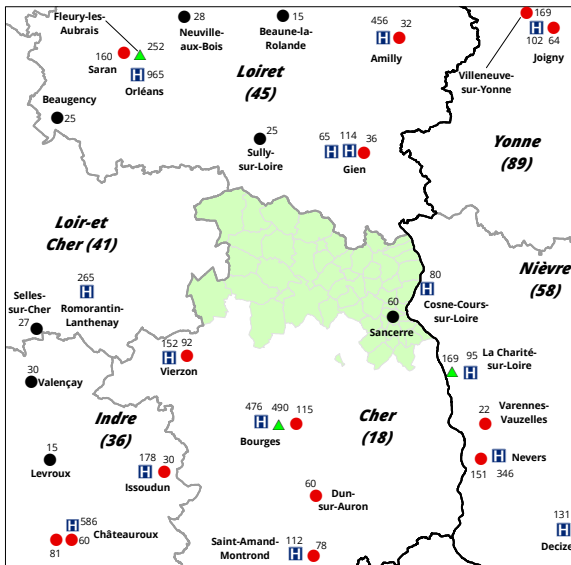 Fleury-les-
Aubrais
28
Neuville-
aux-Bois
15
Beaune-la-
Rolande
456
32
Amilly
169
H
102
64
Joigny
Villeneuve-
sur-Yonne
160
Saran
252
H
965
Orléans
Loiret
(45)
Beaugency
25
25
Sully-
sur-Loire
65
114
36
H
H
Gien
Yonne
(89)
Loir-et
Cher (41)
265
H
Romorantin-
Lanthenay
Selles-
sur-Cher
27
80
H
Cosne-Cours-
sur-Loire
Nièvre
(58)
60
Sancerre
152
92
H
Vierzon
169
95
H
La Charité-
sur-Loire
30
Valençay
Indre
(36)
476
490
115
H
Bourges
Cher
(18)
22
Varennes-
Vauzelles
15
Levroux
178
30
H
Issoudun
151
H
346
Nevers
60
Dun-
sur-Auron
586
H
Châteauroux
81
60
112
78
H
Saint-Amand-
Montrond
131
H
Decize
H